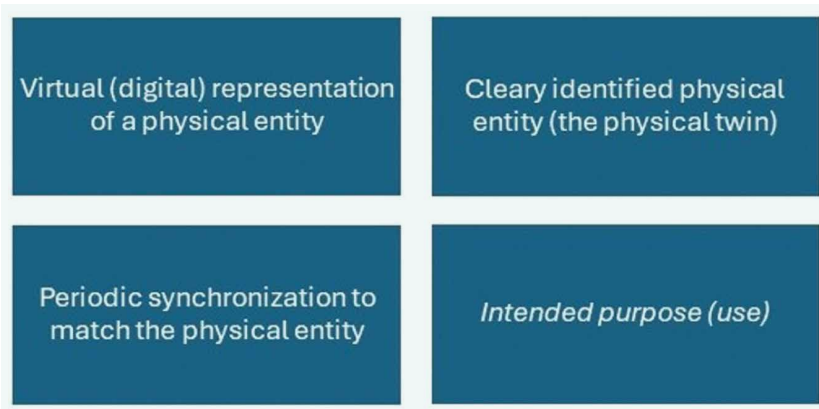 Virtual (digital) representation
of a physical entity
Cleary identified physical
entity (the physical twin)
Periodic synchronization to
match the physical entity
Intended purpose (use)